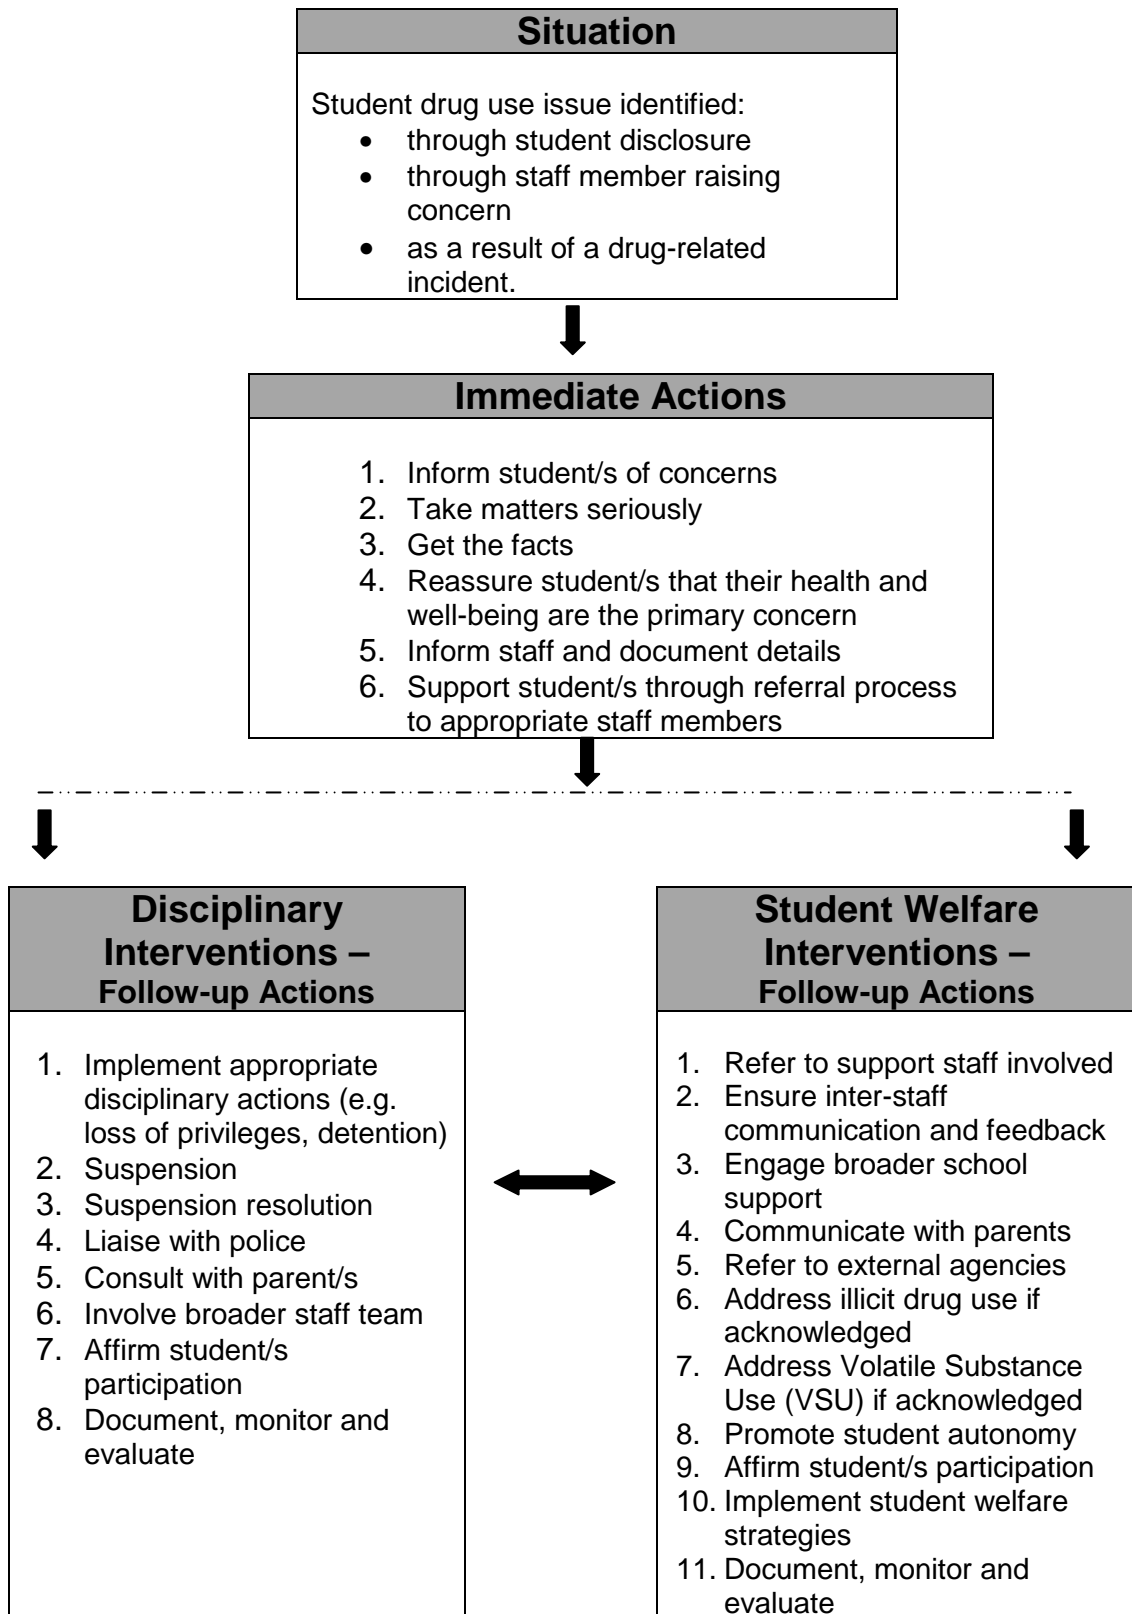 Situation
Student drug use issue identified:
• through student disclosure
• through staff member raising
concern
• as a result of a drug-related
incident.
Immediate Actions
1. Inform student/s of concerns
2. Take matters seriously
3. Get the facts
4. Reassure student/s that their health and
well-being are the primary concern
5. Inform staff and document details
6. Support student/s through referral process
to appropriate staff members
Disciplinary
Interventions –
Follow-up Actions
1. Implement appropriate
disciplinary actions (e.g.
loss of privileges, detention)
2. Suspension
3. Suspension resolution
4. Liaise with police
5. Consult with parent/s
6. Involve broader staff team
7. Affirm student/s
participation
8. Document, monitor and
evaluate
Student Welfare
Interventions –
Follow-up Actions
1. Refer to support staff involved
2. Ensure inter-staff
communication and feedback
3. Engage broader school
support
4. Communicate with parents
5. Refer to external agencies
6. Address illicit drug use if
acknowledged
7. Address Volatile Substance
Use (VSU) if acknowledged
8. Promote student autonomy
9. Affirm student/s participation
10. Implement student welfare
strategies
11. Document, monitor and
evaluate